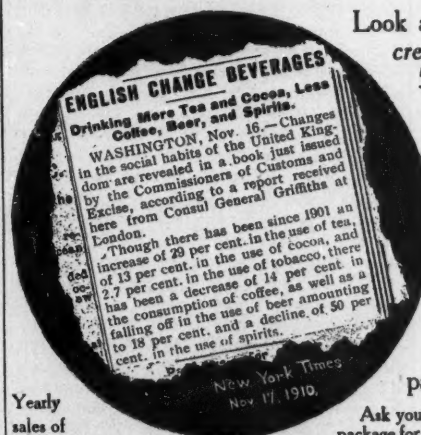 Look
cre
ENGLISH CHANGE BEVERAGES
Drinking More Tea and Cocoa, Less
Coffee, Beer, and Spirits.
WASHINGTON, Nov. 16.—Changes
in the social habits of the United King-
dom are revealed in a book just issued
by the Commissioners of Customs and
Excise, according to a report received
here from Consul General Griffiths at
London.
Though there has been since 1901 an
increase of 29 per cent. in the use of tea,
of 13 per cent. in the use of cocoa, and
2.7 per cent. in the use of tobacco, there
has been a decrease of 14 per cent. in
the consumption of coffee, as well as a
falling off in the use of beer amounting
to 18 per cent. and a decline of 50 per
cent. in the use of spirits.
New York Times
Nov. 17, 1910.
Yearly
sales of
pa
Ask you
package for